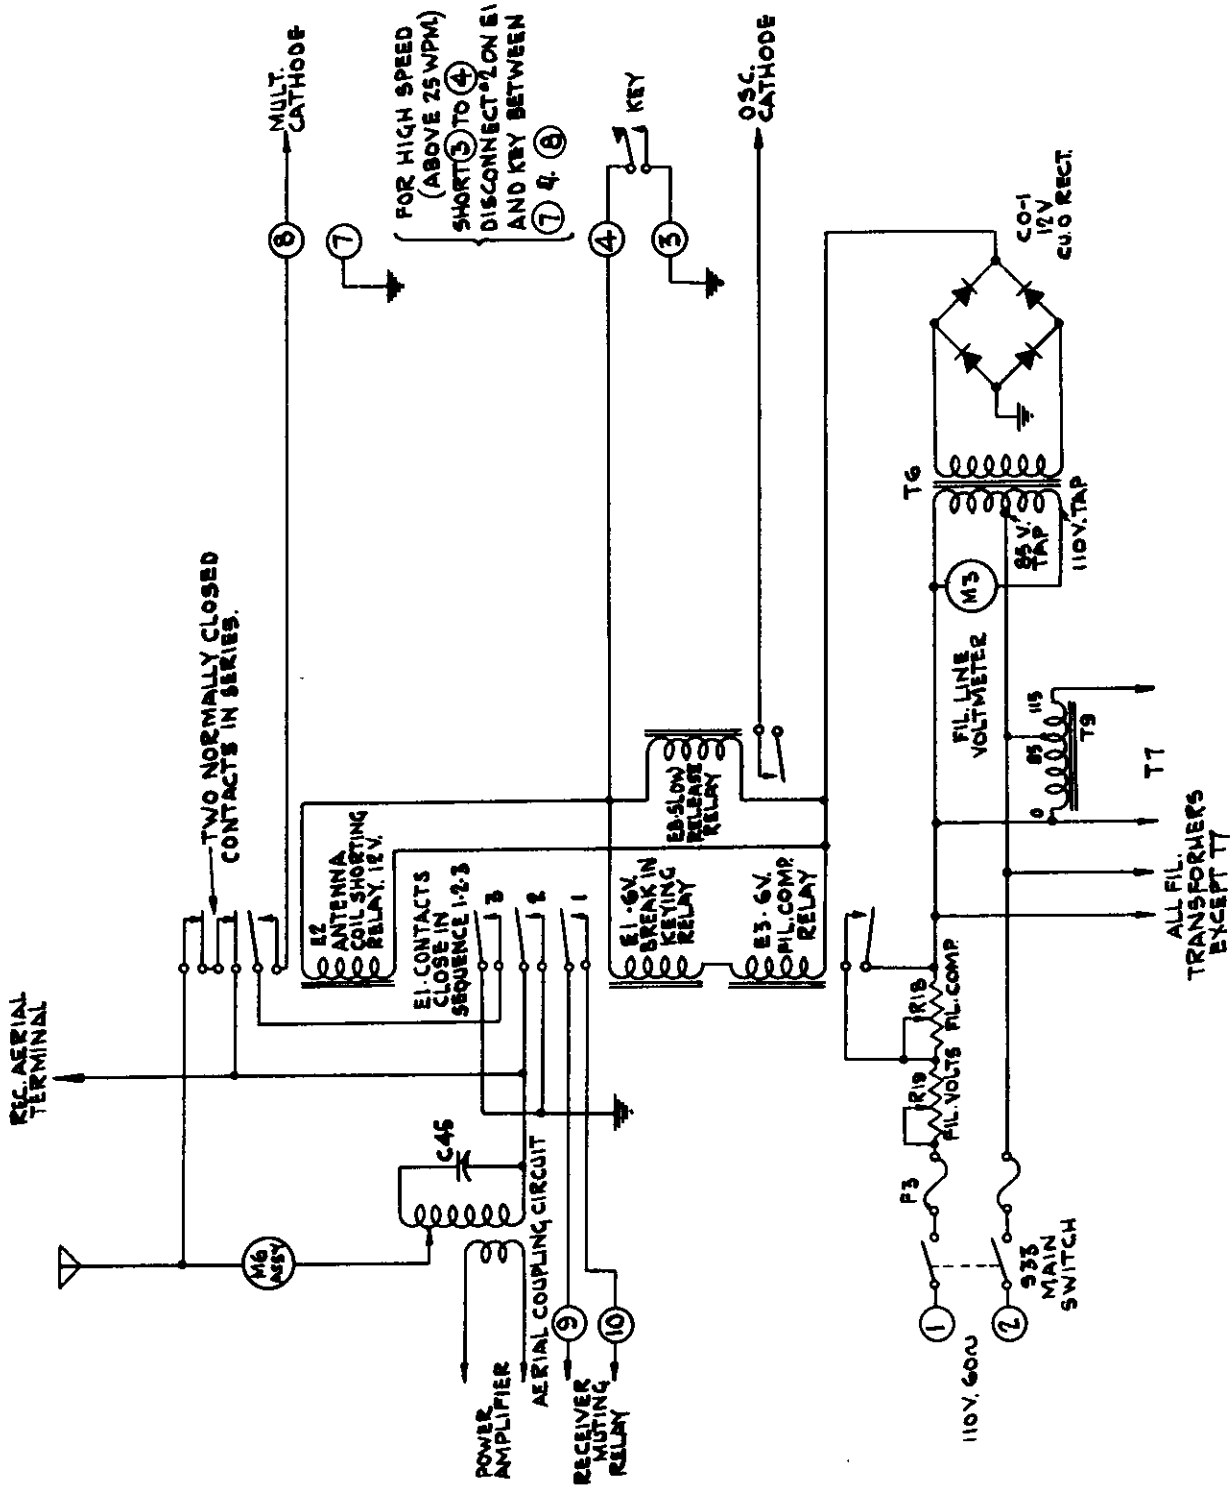 REC. AERIAL
TERMINAL
TWO NORMALLY CLOSED
CONTACTS IN SERIES.
8
MULT.
CATHODE
7
FOR HIGH SPEED
(ABOVE 25 WPM)
SHORT 3 TO 4
DISCONNECT #2 ON E1
AND KEY BETWEEN
7 & 8
M6
ASSY
C45
E2
ANTENNA
COIL SHORTING
RELAY. 12V.
E1-CONTACTS
CLOSE IN
SEQUENCE 1-2-3
3
2
1
POWER
AMPLIFIER
AERIAL COUPLING CIRCUIT
9
10
RECEIVER
MUTING
RELAY
E1-6V.
BREAK IN
KEYING
RELAY
E8-SLOW
RELEASE
RELAY
E3-6V.
FIL. COMP.
RELAY
4
3
KEY
OSC.
CATHODE
110V. 60~
1
2
S33
MAIN
SWITCH
F3
R19
FIL. VOLTS
R18
FIL. COMP.
ALL FIL.
TRANSFORMERS
EXCEPT T7
0
85
115
T9
T7
FIL. LINE
VOLTMETER
M3
85 V.
TAP
110V. TAP
T6
CO-1
12V
CU.O RECT.